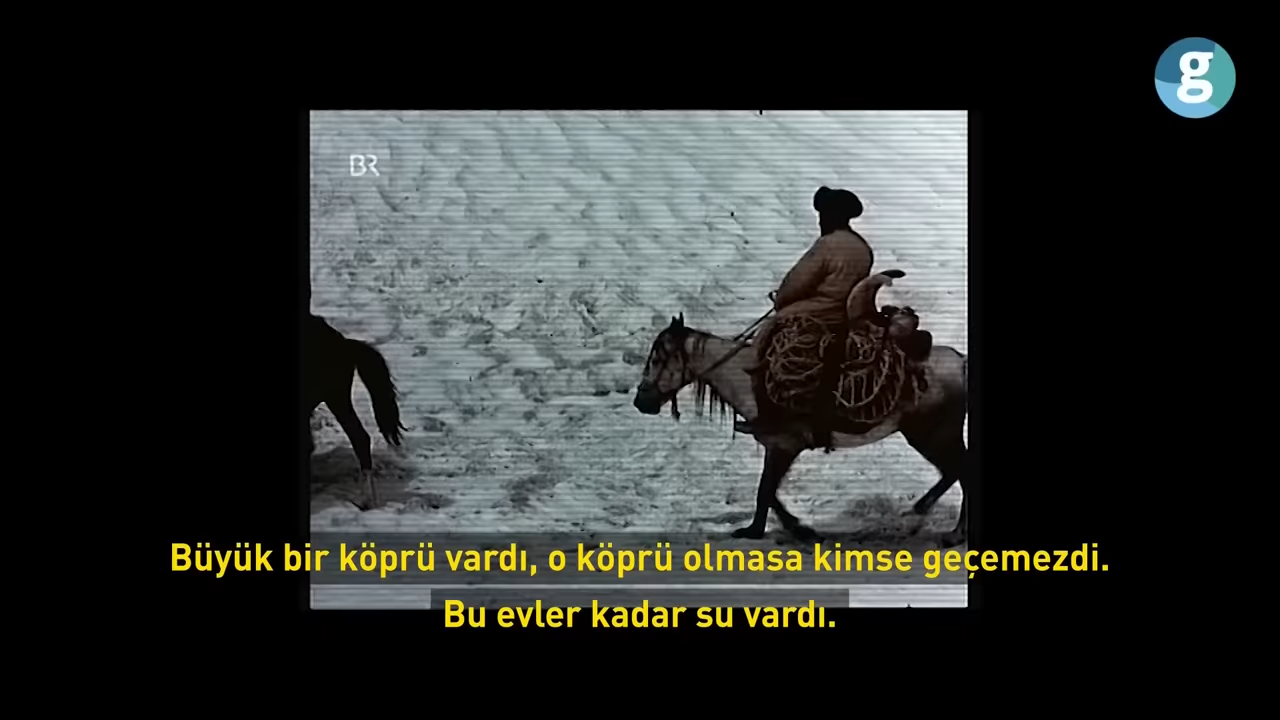 g
BR
Büyük bir köprü vardı, o köprü olmasa kimse geçemezdi.
Bu evler kadar su vardı.